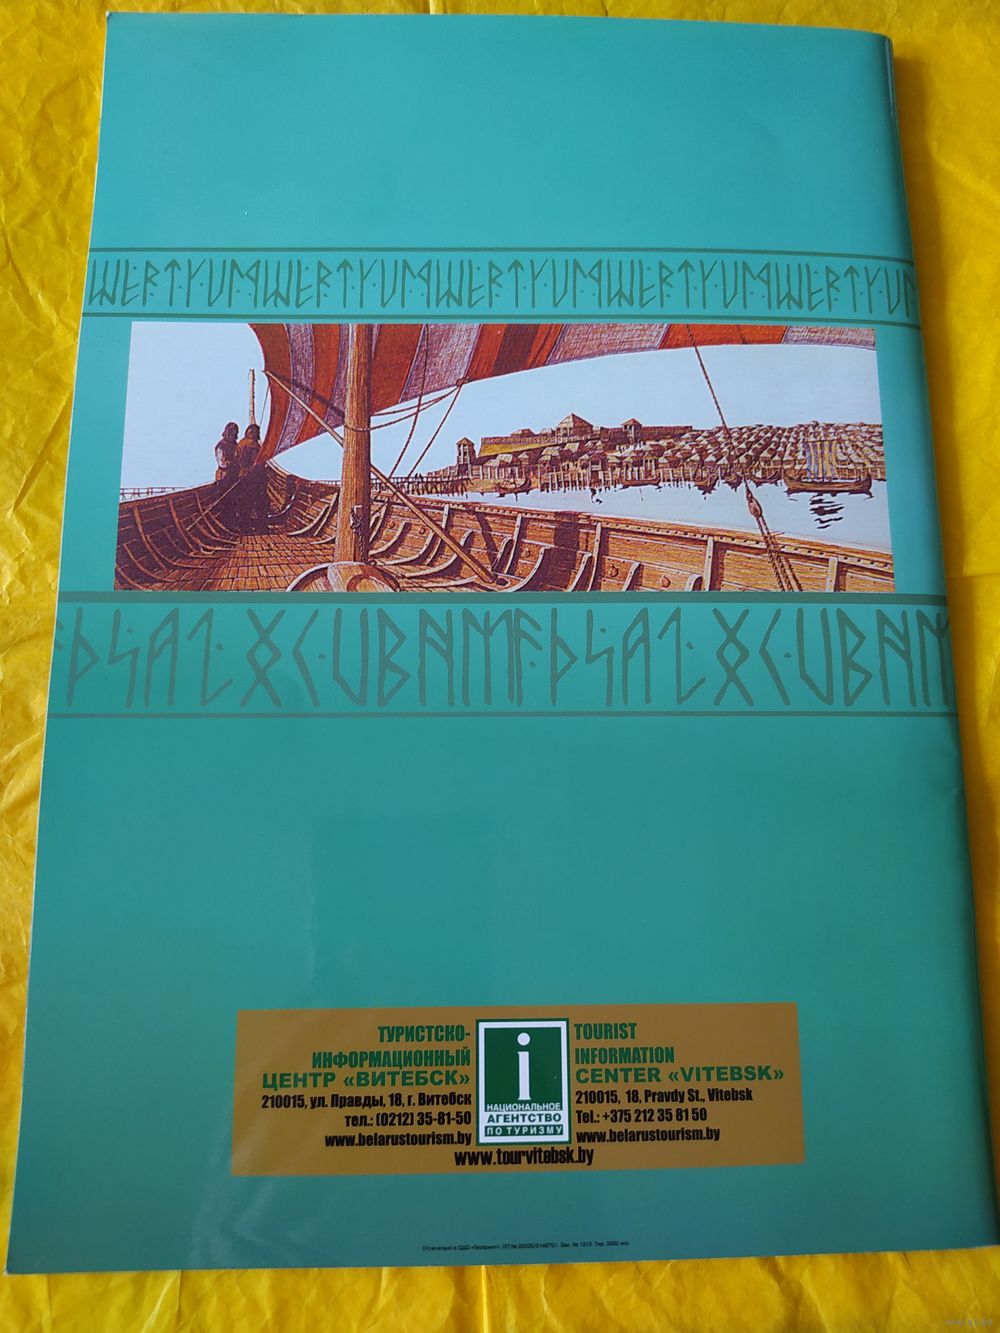 ТУРИСТСКО-
ИНФОРМАЦИОННЫЙ
ЦЕНТР «ВИТЕБСК»
210015, ул. Правды, 18, г. Витебск
тел.: (0212) 35-81-50
www.belarustourism.by
i
НАЦИОНАЛЬНОЕ
АГЕНТСТВО
ПО ТУРИЗМУ
TOURIST
INFORMATION
CENTER «VITEBSK»
210015, 18, Pravdy St., Vitebsk
Tel.: +375 212 35 81 50
www.belarustourism.by
www.tourvitebsk.by
Отпечатано в ОДО